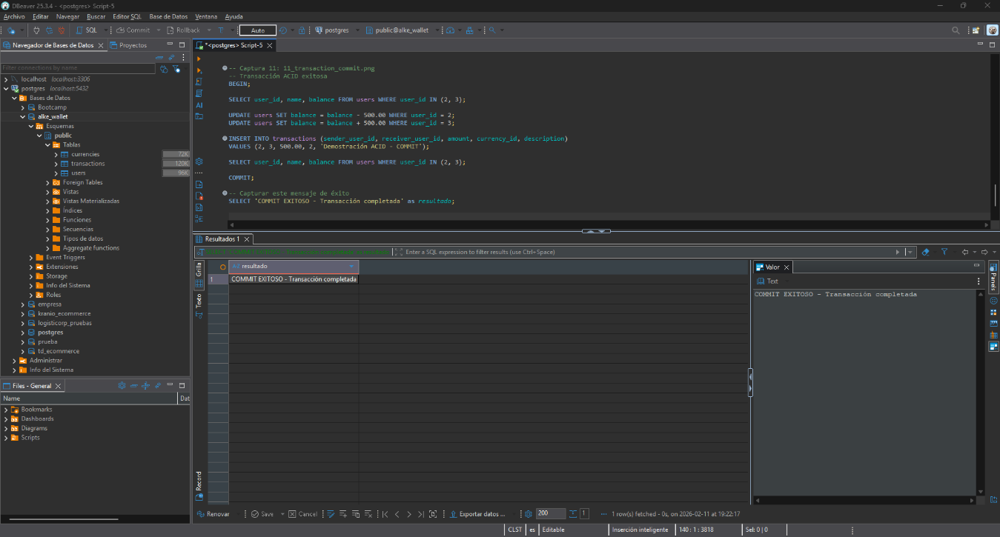 DBeaver 25.3.4 - <postgres> Script-5
Archivo Editar Navegar Buscar Editor SQL Base de Datos Ventana Ayuda
SQL Commit Rollback T Auto postgres public@alke_wallet
Navegador de Bases de Datos Proyectos
Filter connections by name
localhost localhost:3306
postgres localhost:5432
Bases de Datos
Bootcamp
alke_wallet
Esquemas
public
Tablas
currencies 72K
transactions 120K
users 96K
Foreign Tables
Vistas
Vistas Materializadas
Índices
Funciones
Secuencias
Tipos de datos
Aggregate functions
Event Triggers
Extensiones
Storage
Info del Sistema
Roles
empresa
kranio_ecommerce
logisticorp_pruebas
postgres
prueba
td_ecommerce
Administrar
Info del Sistema
Files - General
Name Dat
Bookmarks
Dashboards
Diagrams
Scripts
*<postgres> Script-5
-- Captura 11: 11_transaction_commit.png
-- Transacción ACID exitosa
BEGIN;
SELECT user_id, name, balance FROM users WHERE user_id IN (2, 3);
UPDATE users SET balance = balance - 500.00 WHERE user_id = 2;
UPDATE users SET balance = balance + 500.00 WHERE user_id = 3;
INSERT INTO transactions (sender_user_id, receiver_user_id, amount, currency_id, description)
VALUES (2, 3, 500.00, 2, 'Demostración ACID - COMMIT');
SELECT user_id, name, balance FROM users WHERE user_id IN (2, 3);
COMMIT;
-- Capturar este mensaje de éxito
SELECT 'COMMIT EXITOSO - Transacción completada' as resultado;
AI
Resultados 1
Enter a SQL expression to filter results (use Ctrl+Space)
Grilla
Texto
Record
resultado
1 COMMIT EXITOSO - Transacción completada
Valor
Text
COMMIT EXITOSO - Transacción completada
Panels
Renovar Save Cancel Exportar datos ... 200 1 ... 1 row(s) fetched - 0s, on 2026-02-11 at 19:22:17
CLST es Editable Inserción inteligente 140 : 1 : 3818 Sel: 0 | 0